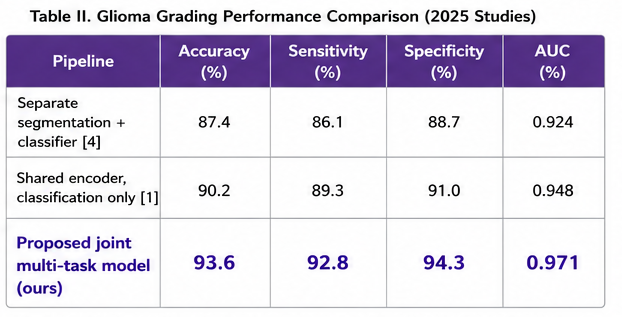 Table II. Glioma Grading Performance Comparison (2025 Studies)
Pipeline Accuracy (%) Sensitivity (%) Specificity (%) AUC (%)
Separate segmentation + classifier [4] 87.4 86.1 88.7 0.924
Shared encoder, classification only [1] 90.2 89.3 91.0 0.948
Proposed joint multi-task model (ours) 93.6 92.8 94.3 0.971